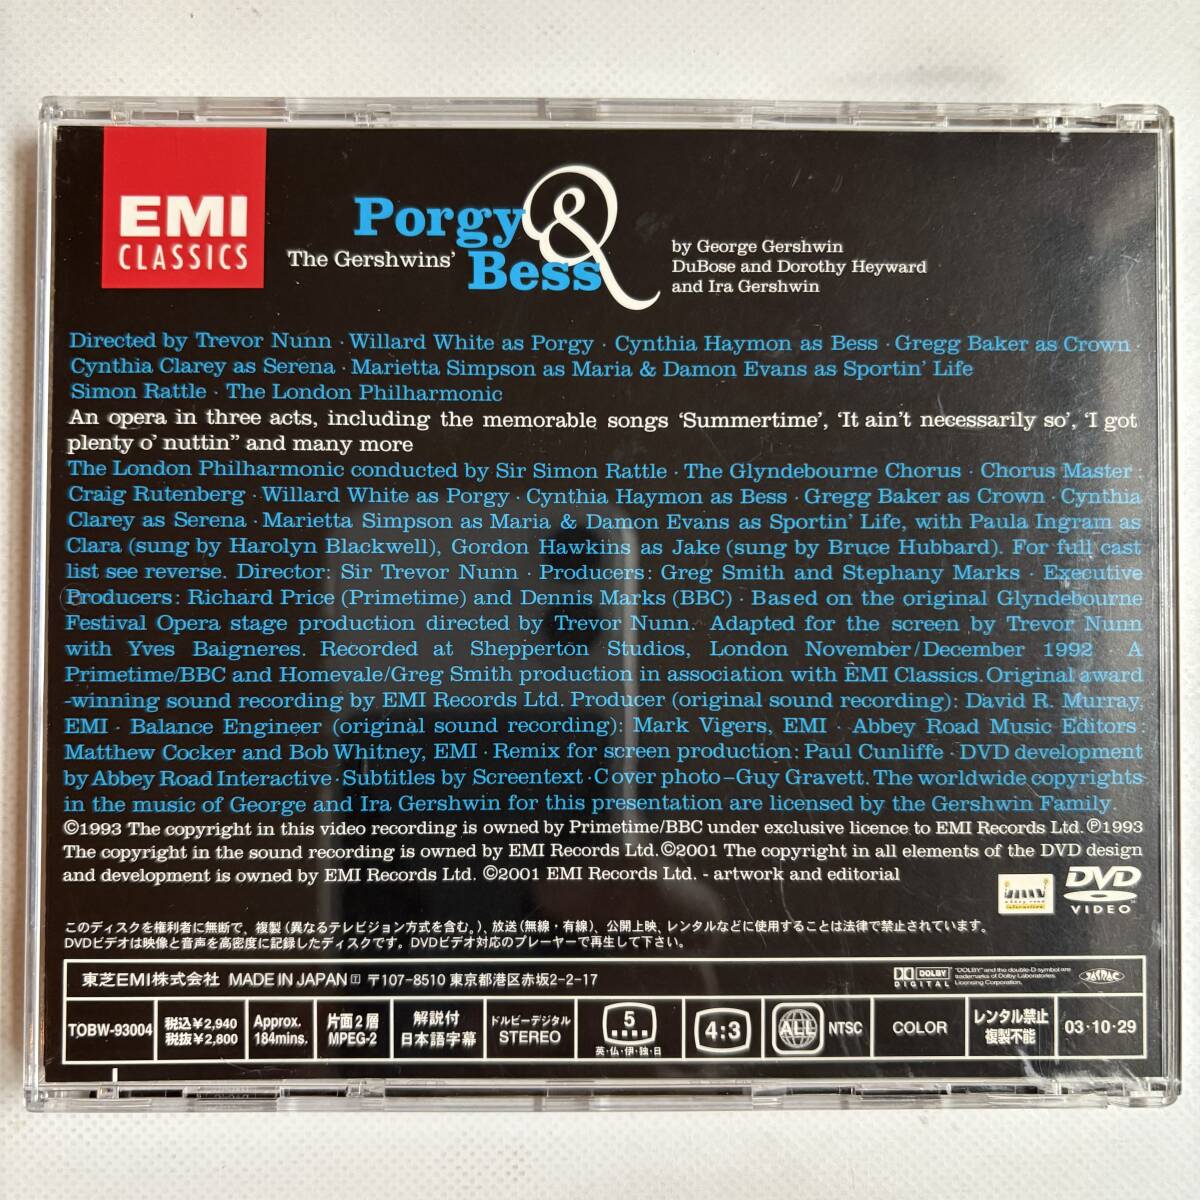 EMI
CLASSICS
The Gershwins'
Porgy & Bess
by George Gershwin
DuBose and Dorothy Heyward
and Ira Gershwin
Directed by Trevor Nunn · Willard White as Porgy · Cynthia Haymon as Bess · Gregg Baker as Crown ·
Cynthia Clarey as Serena · Marietta Simpson as Maria & Damon Evans as Sportin' Life
Simon Rattle · The London Philharmonic
An opera in three acts, including the memorable songs 'Summertime', 'It ain't necessarily so', 'I got
plenty o' nuttin'' and many more
The London Philharmonic conducted by Sir Simon Rattle · The Glyndebourne Chorus · Chorus Master:
Craig Rutenberg · Willard White as Porgy · Cynthia Haymon as Bess · Gregg Baker as Crown · Cynthia
Clarey as Serena · Marietta Simpson as Maria & Damon Evans as Sportin' Life, with Paula Ingram as
Clara (sung by Harolyn Blackwell), Gordon Hawkins as Jake (sung by Bruce Hubbard). For full cast
list see reverse. Director: Sir Trevor Nunn · Producers: Greg Smith and Stephany Marks · Executive
Producers: Richard Price (Primetime) and Dennis Marks (BBC) · Based on the original Glyndebourne
Festival Opera stage production directed by Trevor Nunn. Adapted for the screen by Trevor Nunn
with Yves Baigneres. Recorded at Shepperton Studios, London November/December 1992 A
Primetime/BBC and Homevale/Greg Smith production in association with EMI Classics. Original award
-winning sound recording by EMI Records Ltd. Producer (original sound recording): David R. Murray,
EMI · Balance Engineer (original sound recording): Mark Vigers, EMI · Abbey Road Music Editors:
Matthew Cocker and Bob Whitney, EMI · Remix for screen production: Paul Cunliffe · DVD development
by Abbey Road Interactive · Subtitles by Screentext · Cover photo – Guy Gravett. The worldwide copyrights
in the music of George and Ira Gershwin for this presentation are licensed by the Gershwin Family.
©1993 The copyright in this video recording is owned by Primetime/BBC under exclusive licence to EMI Records Ltd. ℗1993
The copyright in the sound recording is owned by EMI Records Ltd. ©2001 The copyright in all elements of the DVD design
and development is owned by EMI Records Ltd. ©2001 EMI Records Ltd. - artwork and editorial
DVD
VIDEO
このディスクを権利者に無断で、複製(異なるテレビジョン方式を含む。)、放送(無線・有線)、公開上映、レンタルなどに使用することは法律で禁止されています。
DVDビデオは映像と音声を高密度に記録したディスクです。DVDビデオ対応のプレーヤーで再生して下さい。
東芝EMI株式会社 MADE IN JAPAN 〒107-8510 東京都港区赤坂2-2-17
DOLBY
DIGITAL
"DOLBY" and the double-D symbol are
trademarks of Dolby Laboratories
Licensing Corporation.
JASRAC
TOBW-93004
税込¥2,940
税抜¥2,800
Approx.
184mins.
片面2層
MPEG-2
解説付
日本語字幕
ドルビーデジタル
STEREO
5
英・仏・伊・独・日
4:3
ALL
NTSC
COLOR
レンタル禁止
複製不能
03・10・29